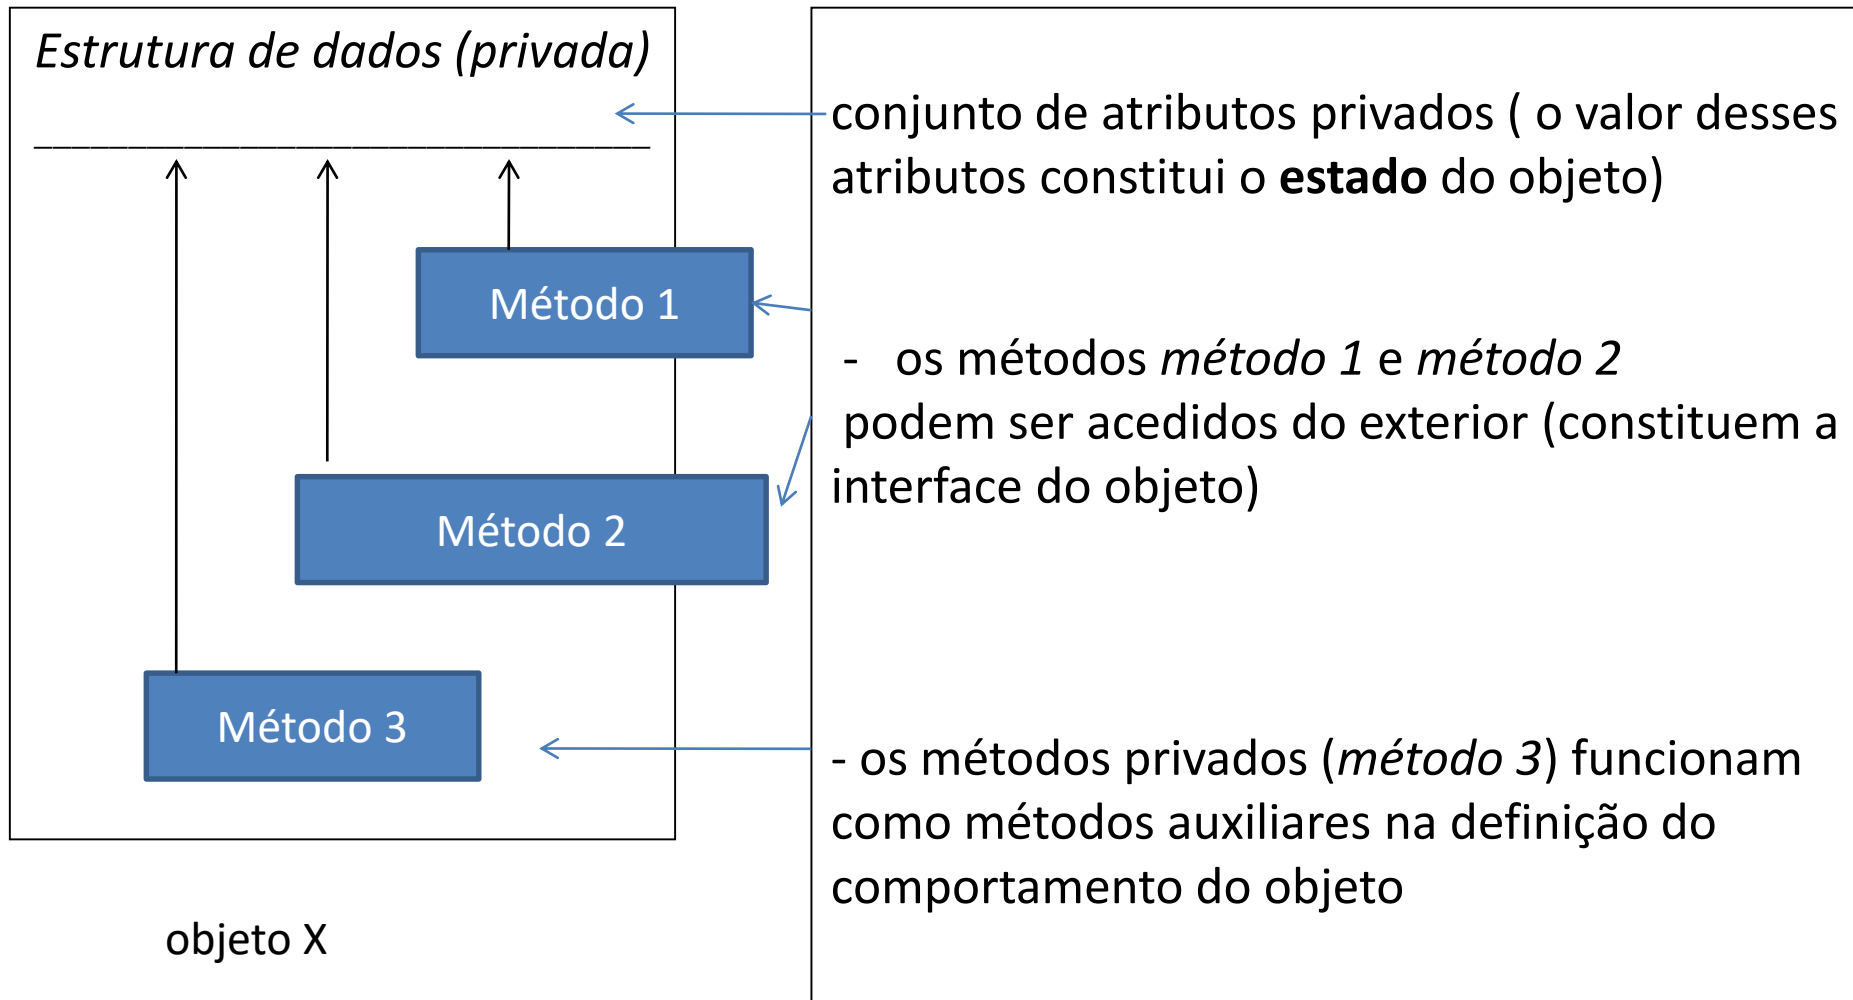 Estrutura de dados (privada)
conjunto de atributos privados ( o valor desses
atributos constitui o estado do objeto)
Método 1
- os métodos método 1 e método 2
podem ser acedidos do exterior (constituem a
interface do objeto)
Método 2
Método 3
- os métodos privados (método 3) funcionam
como métodos auxiliares na definição do
comportamento do objeto
objeto X